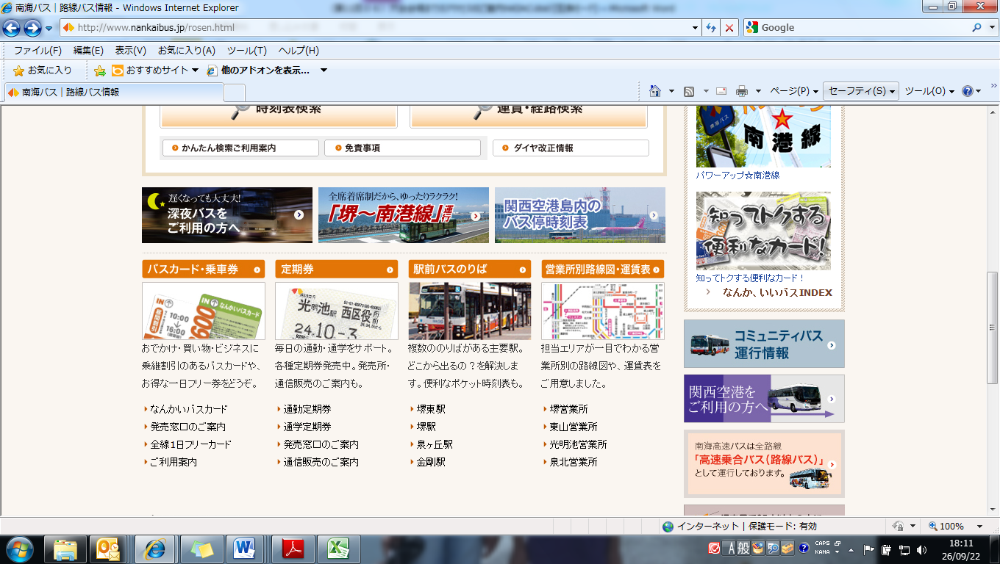 南海バス | 路線バス情報 - Windows Internet Explorer
http://www.nankaibus.jp/rosen.html
Google
ファイル(F) 編集(E) 表示(V) お気に入り(A) ツール(T) ヘルプ(H)
お気に入り おすすめサイト 他のアドオンを表示...
南海バス | 路線バス情報
ページ(P) セーフティ(S) ツール(O)
時刻表検索
運賃・経路検索
かんたん検索ご利用案内
免責事項
ダイヤ改正情報
遅くなっても大丈夫!
深夜バスを
ご利用の方へ
全席着席制だから、ゆったりラクラク!
「堺～南港線」運行
関西空港島内の
バス停時刻表
バスカード・乗車券
IN
昼間割引
10:00
16:00
IN なんかいバスカード
おでかけ・買い物・ビジネスに
乗継割引のあるバスカードや、
お得な一日フリー券をどうぞ。
なんかいバスカード
発売窓口のご案内
全線1日フリーカード
ご利用案内
定期券
光明池駅 西区役所前
24.10-3
毎日の通勤・通学をサポート。
各種定期券発売中。発売所・
通信販売のご案内も。
通勤定期券
通学定期券
発売窓口のご案内
通信販売のご案内
駅前バスのりば
複数ののりばがある主要駅。
どこから出るの？を解決しま
す。便利なポケット時刻表も。
堺東駅
堺駅
泉ヶ丘駅
金剛駅
営業所別路線図・運賃表
担当エリアが一目でわかる営
業所別の路線図や、運賃表を
ご用意しました。
堺営業所
東山営業所
光明池営業所
泉北営業所
南海バス
南港線
パワーアップ☆南港線
知ってトクする
便利なカード!
知ってトクする便利なカード！
なんか、いいバスINDEX
コミュニティバス
運行情報
関西空港を
ご利用の方へ
南海高速バスは全路線
「高速乗合バス(路線バス)」
として運行しております。
インターネット | 保護モード: 有効
100%
A 般
CAPS
KANA
18:11
26/09/22